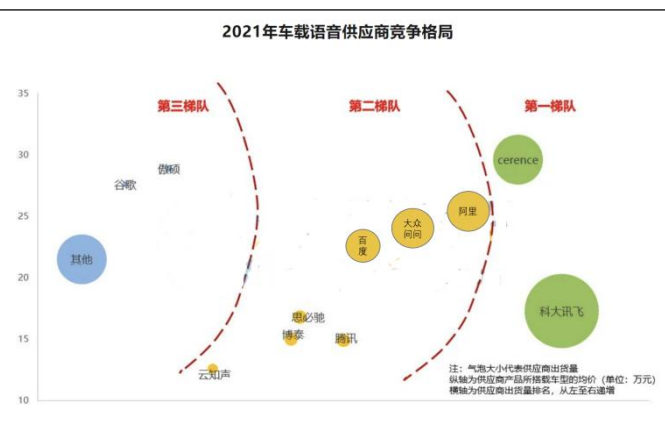 2021年车载语音供应商竞争格局
35
第三梯队
第二梯队
第一梯队
30
cerence
傲硕
谷歌
25
阿里
大众
问问
百
度
其他
20
科大讯飞
思必驰
博泰
腾讯
15
云知声
10
注：气泡大小代表供应商出货量
纵轴为供应商产品所搭载车型的均价（单位：万元）
横轴为供应商出货量排名，从左至右递增